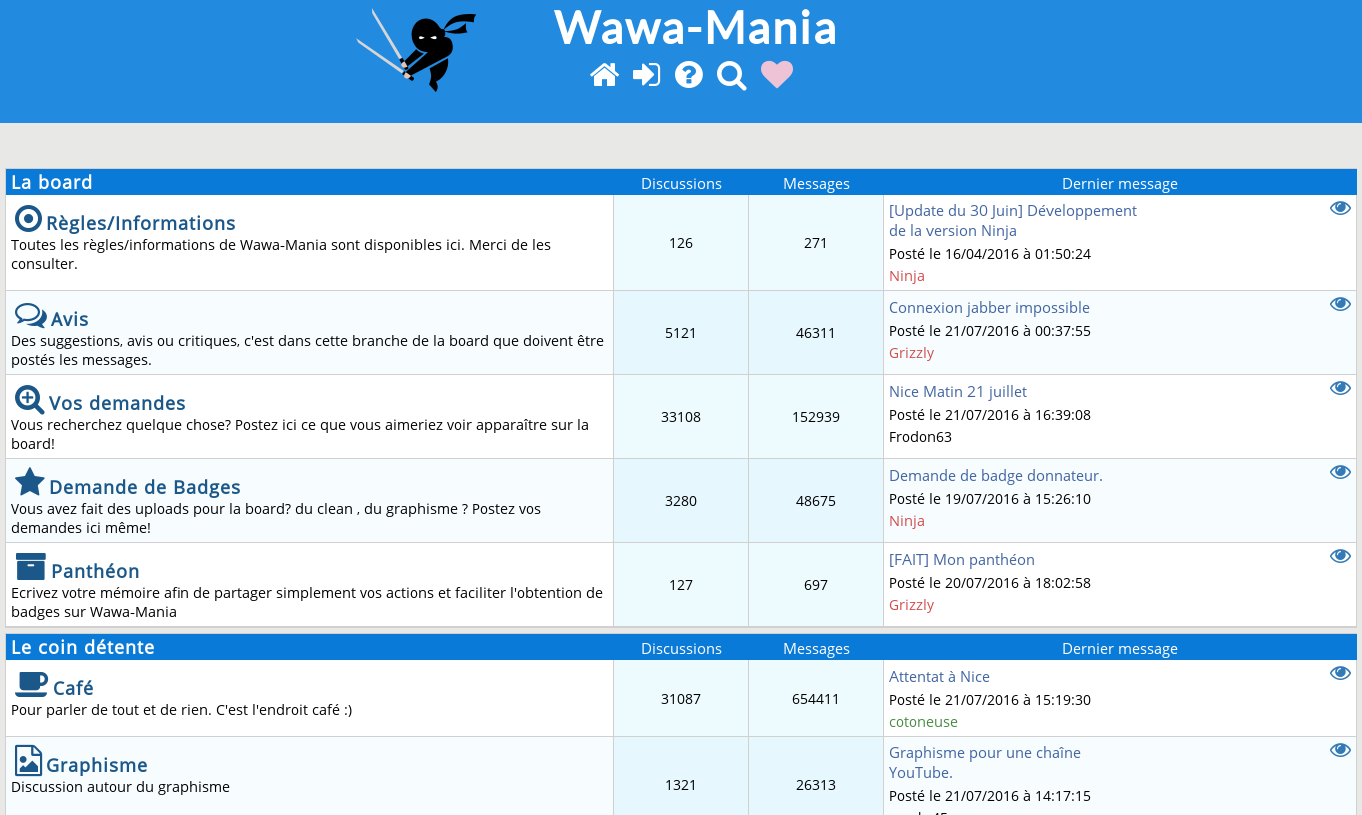 Wawa-Mania
La board Discussions Messages Dernier message
Règles/Informations
Toutes les règles/informations de Wawa-Mania sont disponibles ici. Merci de les
consulter.
126
271
[Update du 30 Juin] Développement
de la version Ninja
Posté le 16/04/2016 à 01:50:24
Ninja
Avis
Des suggestions, avis ou critiques, c'est dans cette branche de la board que doivent être
postés les messages.
5121
46311
Connexion jabber impossible
Posté le 21/07/2016 à 00:37:55
Grizzly
Vos demandes
Vous recherchez quelque chose? Postez ici ce que vous aimeriez voir apparaître sur la
board!
33108
152939
Nice Matin 21 juillet
Posté le 21/07/2016 à 16:39:08
Frodon63
Demande de Badges
Vous avez fait des uploads pour la board? du clean , du graphisme ? Postez vos
demandes ici même!
3280
48675
Demande de badge donnateur.
Posté le 19/07/2016 à 15:26:10
Ninja
Panthéon
Ecrivez votre mémoire afin de partager simplement vos actions et faciliter l'obtention de
badges sur Wawa-Mania
127
697
[FAIT] Mon panthéon
Posté le 20/07/2016 à 18:02:58
Grizzly
Le coin détente Discussions Messages Dernier message
Café
Pour parler de tout et de rien. C'est l'endroit café :)
31087
654411
Attentat à Nice
Posté le 21/07/2016 à 15:19:30
cotoneuse
Graphisme
Discussion autour du graphisme
1321
26313
Graphisme pour une chaîne
YouTube.
Posté le 21/07/2016 à 14:17:15